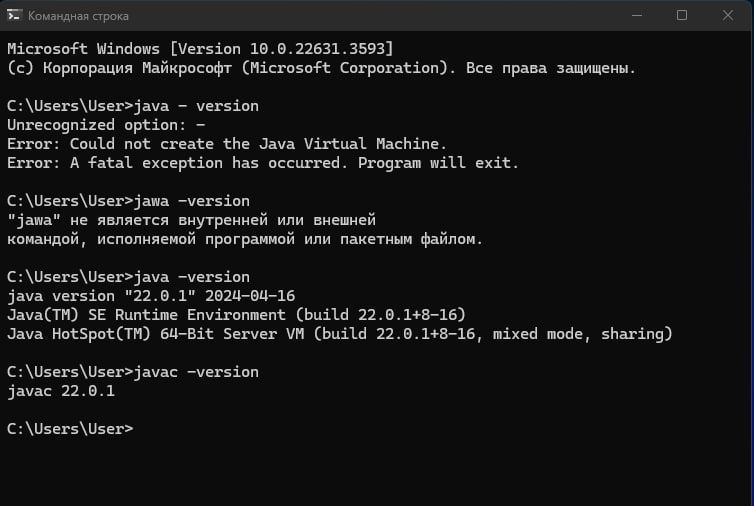 Командная строка
Microsoft Windows [Version 10.0.22631.3593]
(c) Корпорация Майкрософт (Microsoft Corporation). Все права защищены.
C:\Users\User>java - version
Unrecognized option: -
Error: Could not create the Java Virtual Machine.
Error: A fatal exception has occurred. Program will exit.
C:\Users\User>jawa -version
"jawa" не является внутренней или внешней
командой, исполняемой программой или пакетным файлом.
C:\Users\User>java -version
java version "22.0.1" 2024-04-16
Java(TM) SE Runtime Environment (build 22.0.1+8-16)
Java HotSpot(TM) 64-Bit Server VM (build 22.0.1+8-16, mixed mode, sharing)
C:\Users\User>javac -version
javac 22.0.1
C:\Users\User>